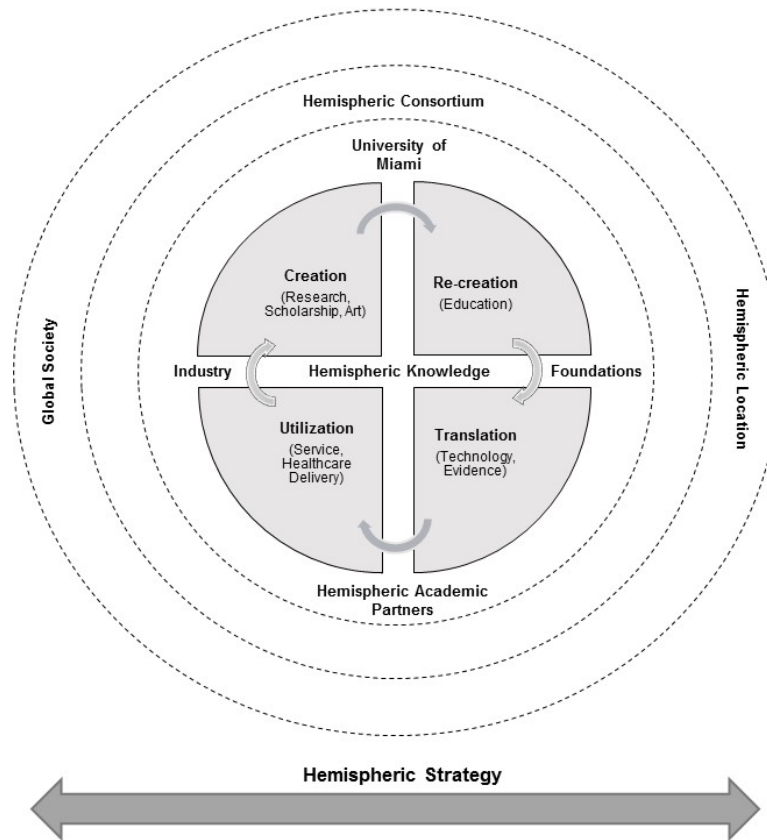 Hemispheric Consortium
University of
Miami
Creation
(Research,
Scholarship, Art)
Re-creation
(Education)
Global Society
Industry
Hemispheric Knowledge
Foundations
Hemispheric Location
Utilization
(Service,
Healthcare
Delivery)
Translation
(Technology,
Evidence)
Hemispheric Academic
Partners
Hemispheric Strategy